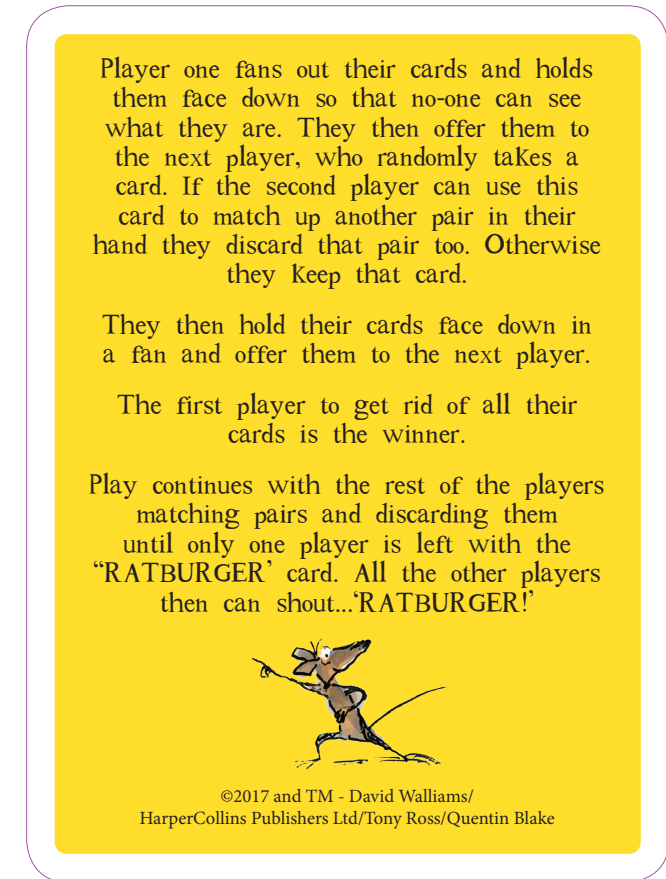 Player one fans out their cards and holds
them face down so that no-one can see
what they are. They then offer them to
the next player, who randomly takes a
card. If the second player can use this
card to match up another pair in their
hand they discard that pair too. Otherwise
they keep that card.
They then hold their cards face down in
a fan and offer them to the next player.
The first player to get rid of all their
cards is the winner.
Play continues with the rest of the players
matching pairs and discarding them
until only one player is left with the
“RATBURGER’ card. All the other players
then can shout...‘RATBURGER!’
©2017 and TM - David Walliams/
HarperCollins Publishers Ltd/Tony Ross/Quentin Blake